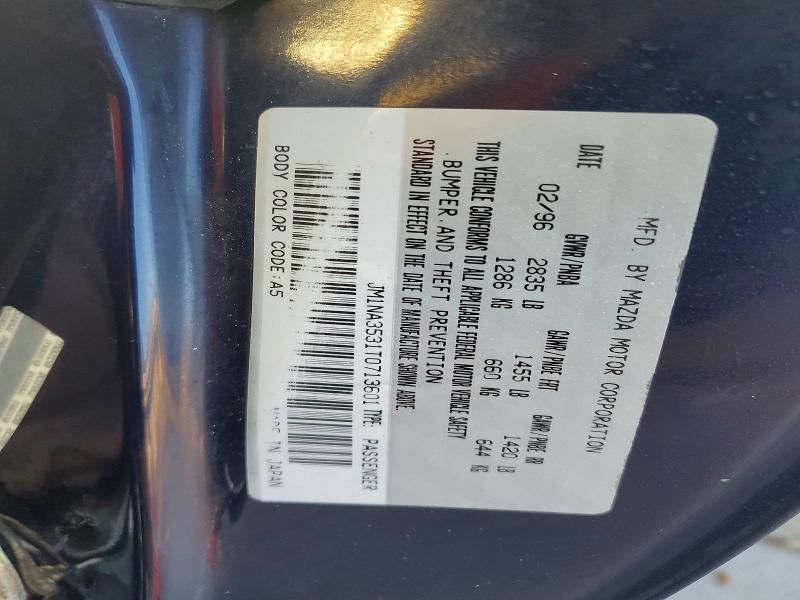 MFD. BY MAZDA MOTOR CORPORATION
DATE GVWR/PNBA GAWR/PBE FRT GAWR/PNBE RR
02/96 2835 LB 1455 LB 1420 LB
1286 KG 660 KG 644 KG
THIS VEHICLE CONFORMS TO ALL APPLICABLE FEDERAL MOTOR VEHICLE SAFETY
, BUMPER, AND THEFT PREVENTION
STANDARD IN EFFECT ON THE DATE OF MANUFACTURE SHOWN ABOVE.
JM1NA3531T0713601 TYPE: PASSENGER
BODY COLOR CODE: A5 MADE IN JAPAN